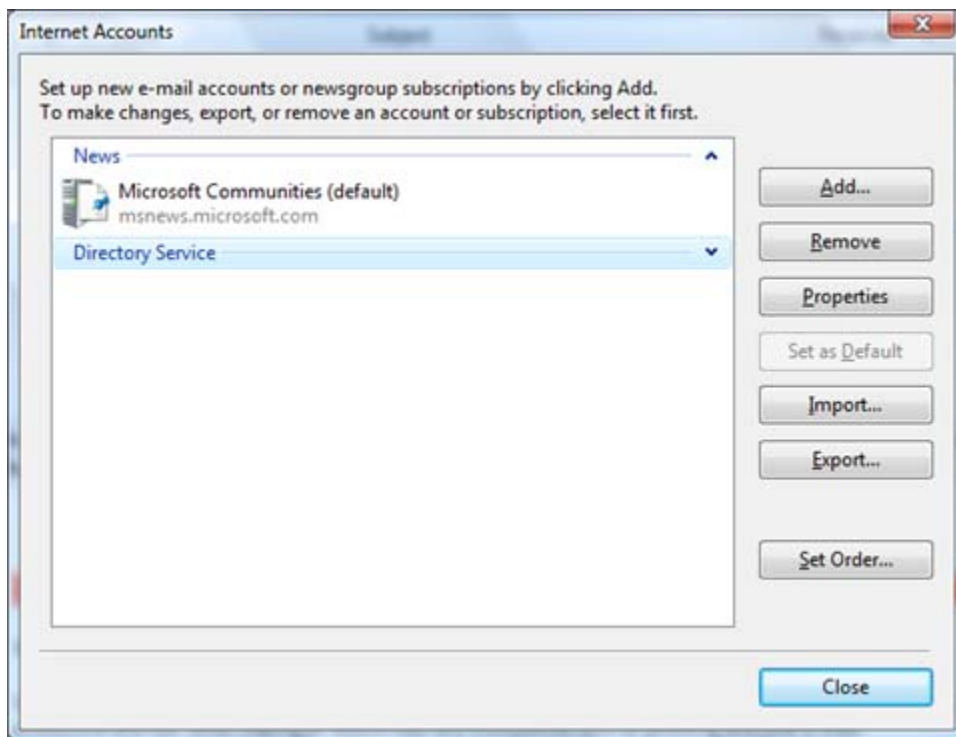 Internet Accounts
Set up new e-mail accounts or newsgroup subscriptions by clicking Add.
To make changes, export, or remove an account or subscription, select it first.
News
Microsoft Communities (default)
msnews.microsoft.com
Directory Service
Add...
Remove
Properties
Set as Default
Import...
Export...
Set Order...
Close